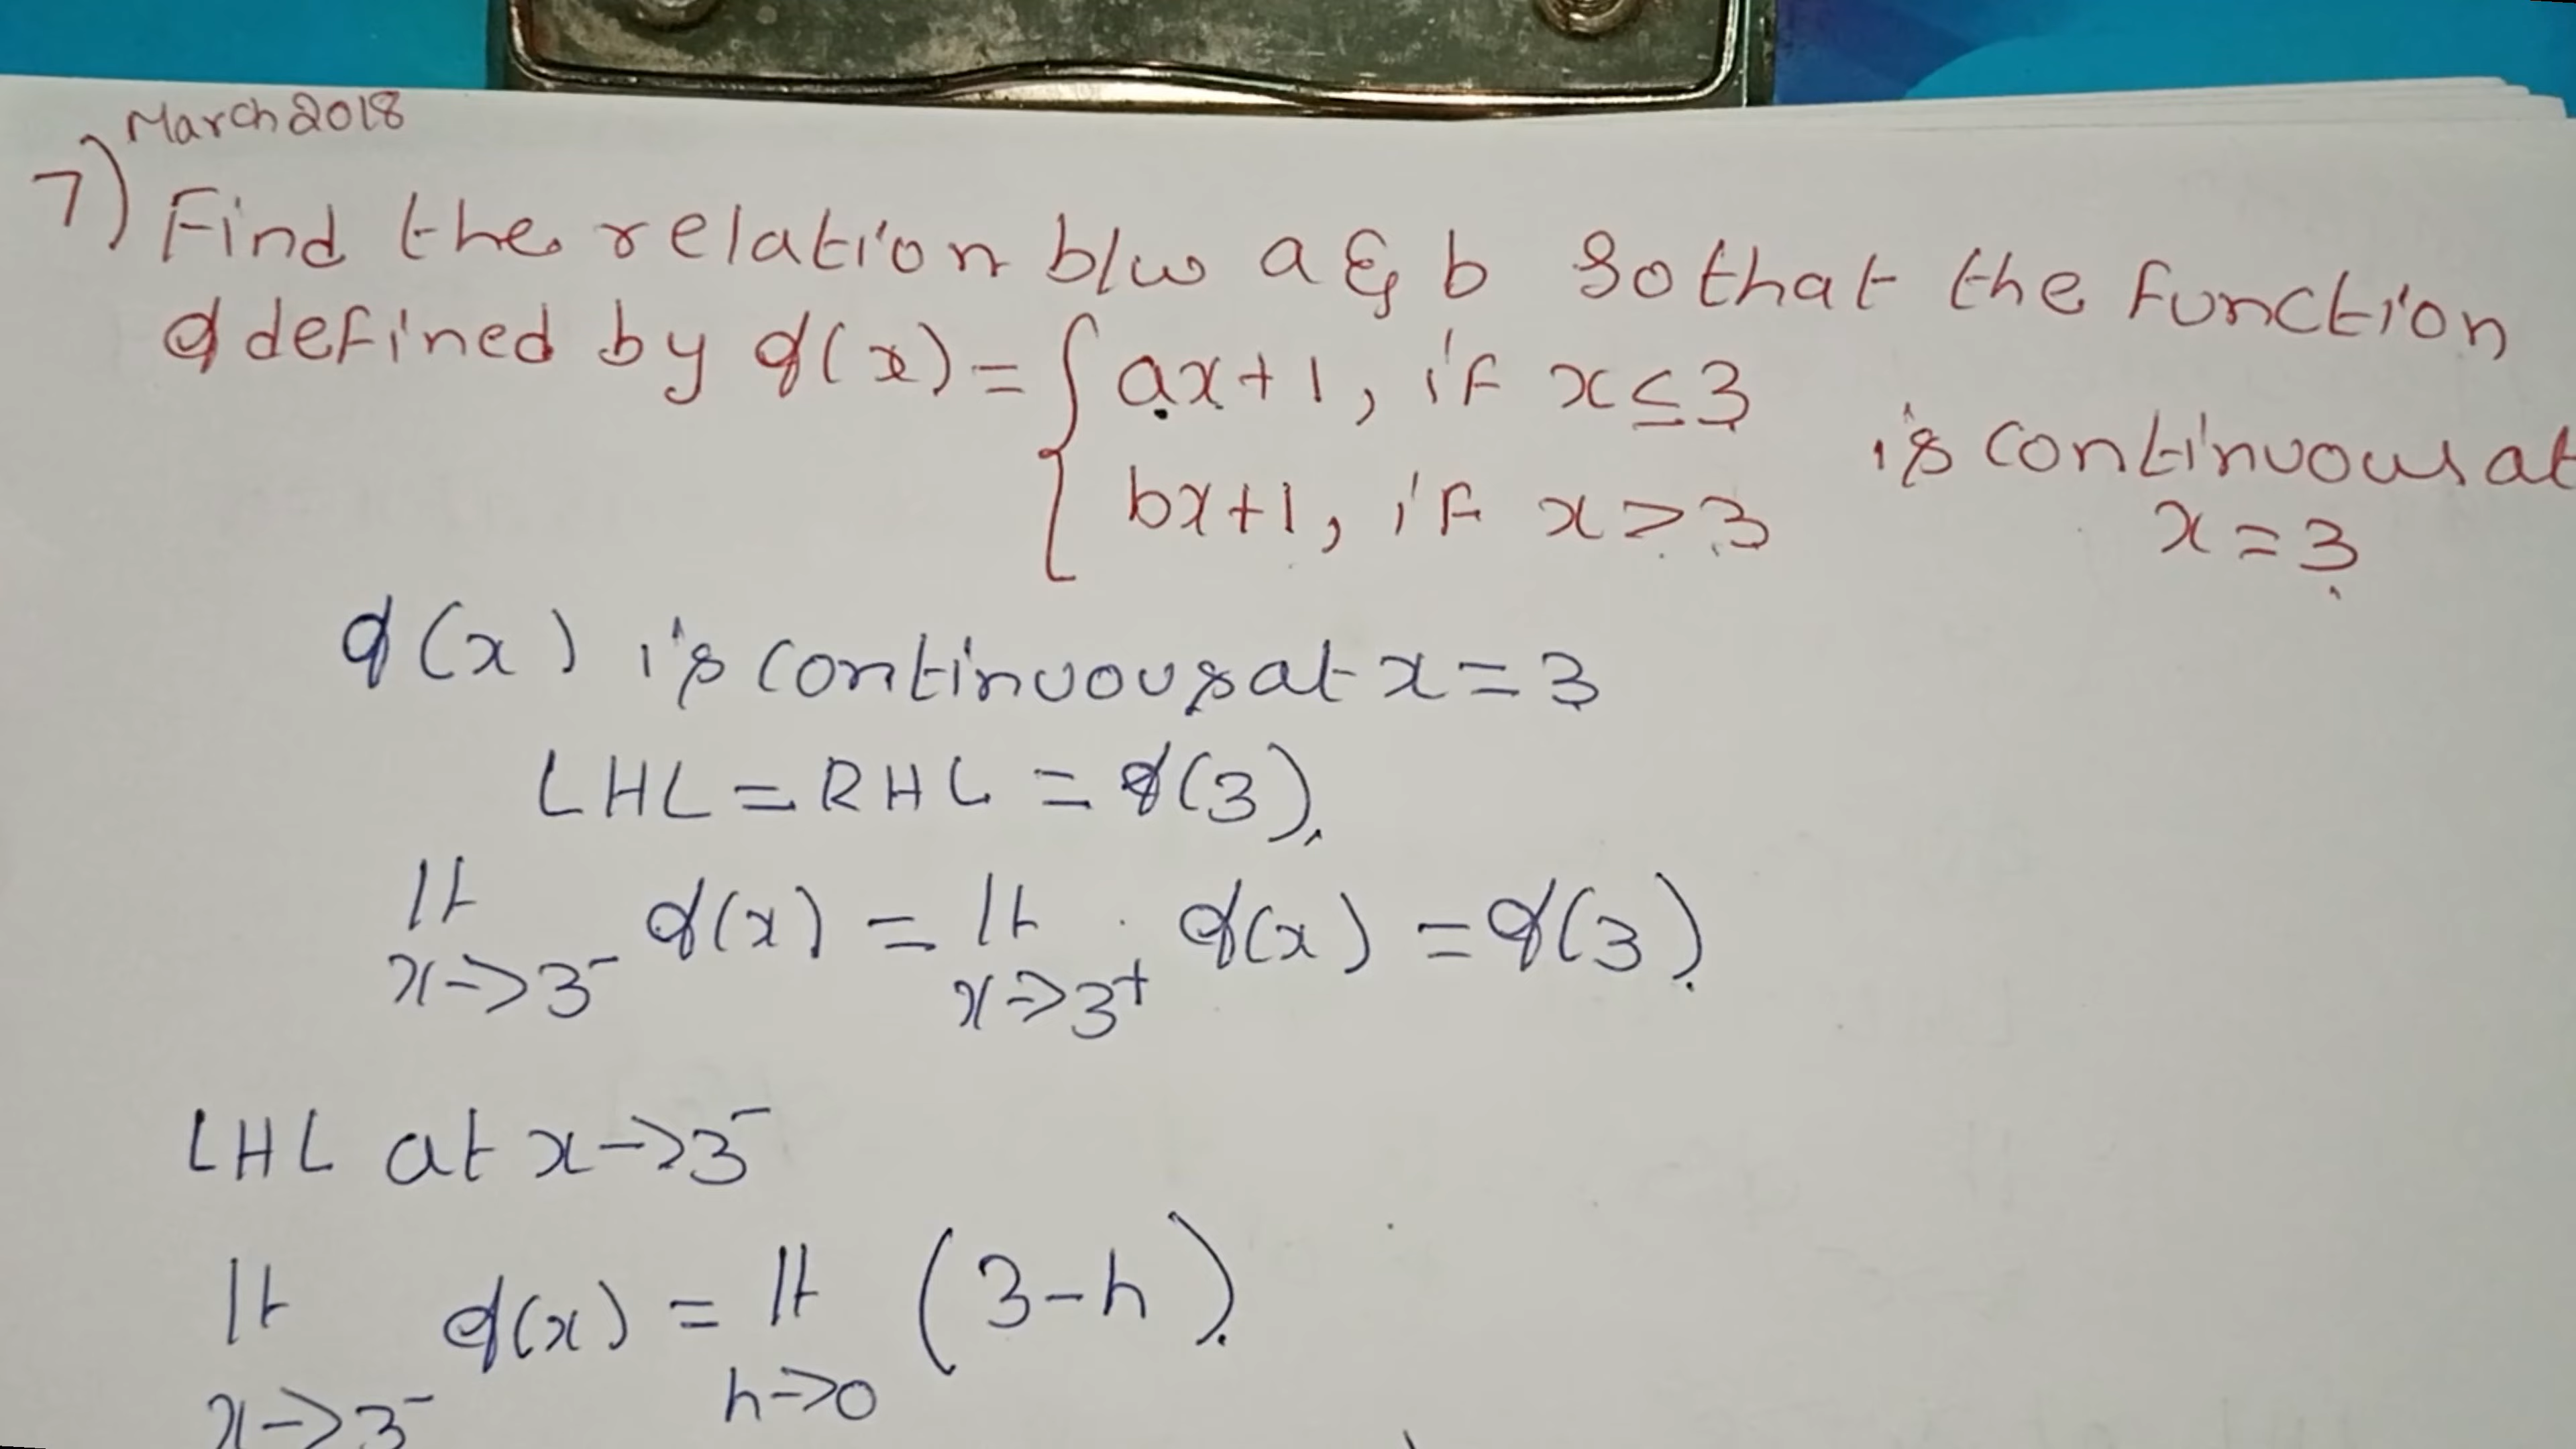 March 2018
7) Find the relation b/w a & b so that the function
f defined by f(x) = { ax+1, if x ≤ 3
bx+1, if x > 3 is continuous at
x = 3
f(x) is continuous at x = 3
LHL = RHL = f(3).
lt x->3⁻ f(x) = lt x->3⁺ f(x) = f(3).
LHL at x->3⁻
lt x->3⁻ f(x) = lt h->0 (3-h).